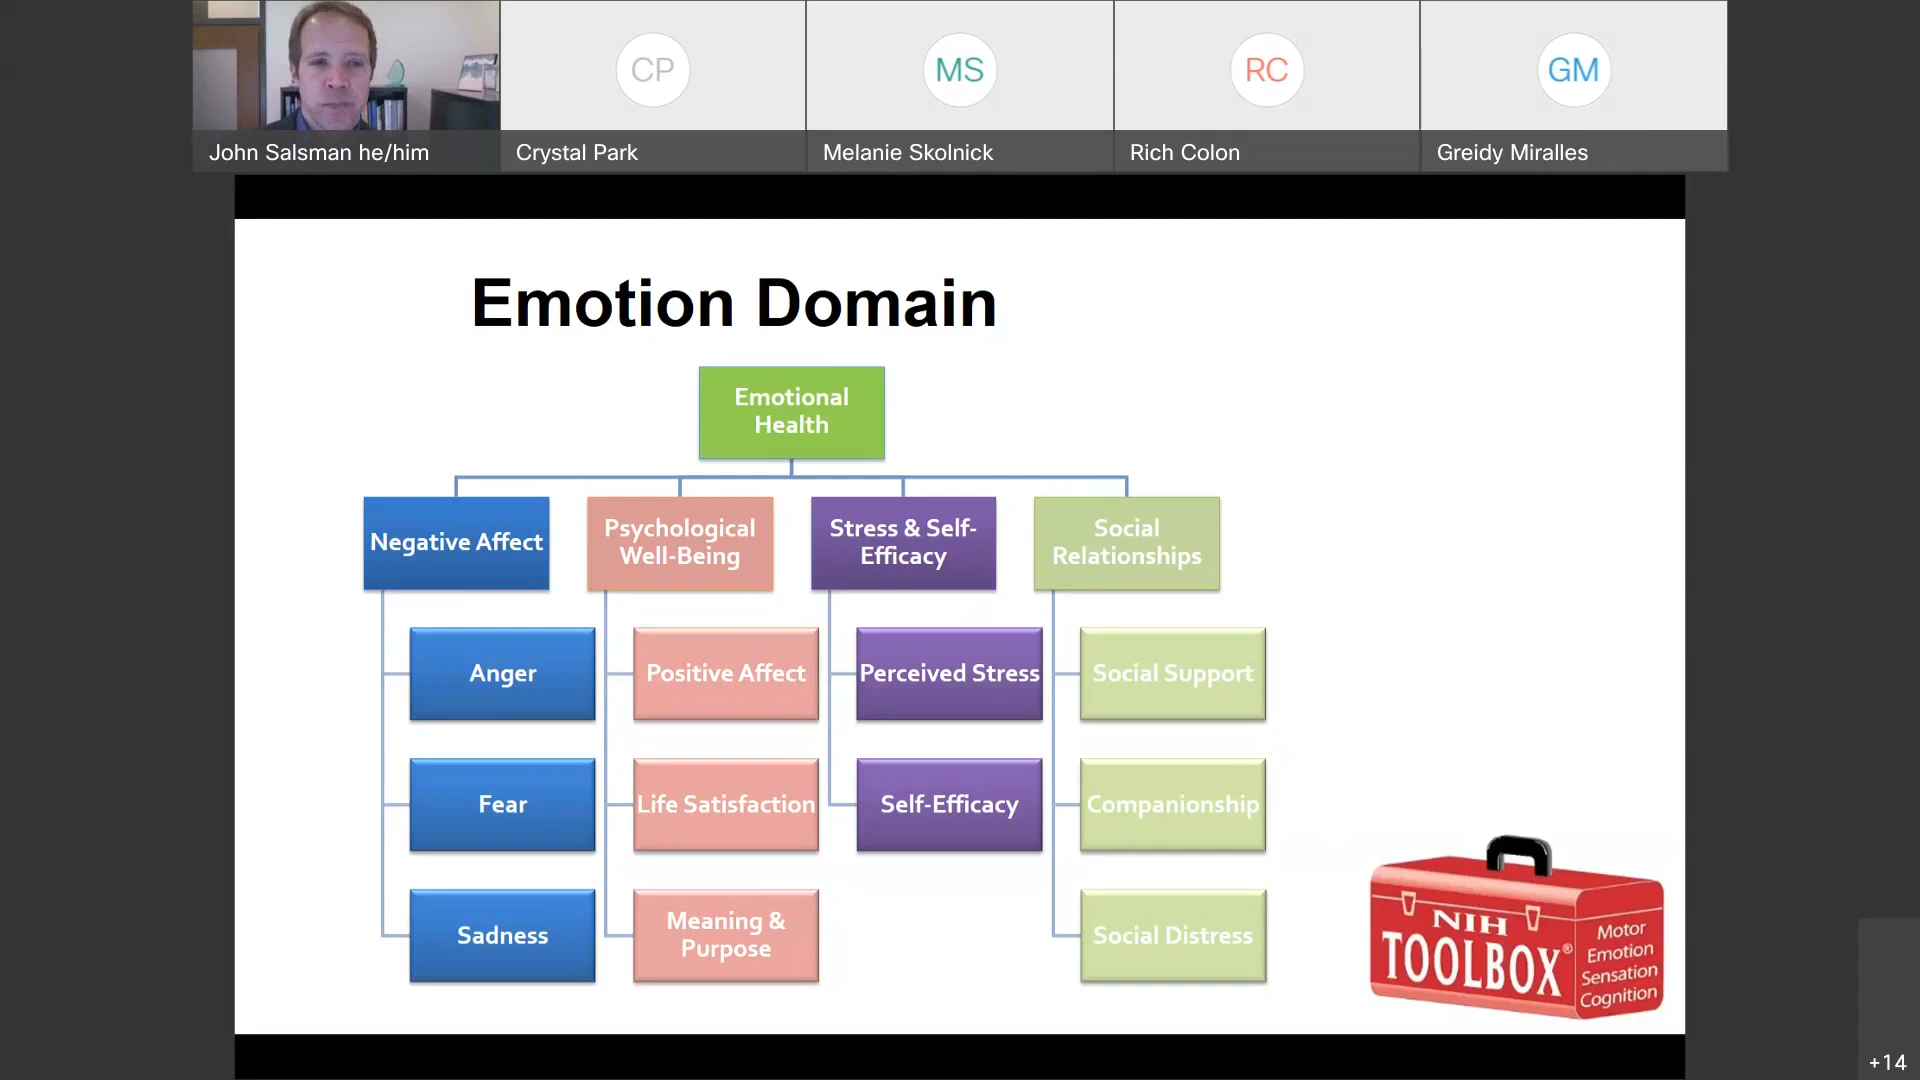 CP
MS
RC
GM
John Salsman he/him
Crystal Park
Melanie Skolnick
Rich Colon
Greidy Miralles
Emotion Domain
Emotional
Health
Negative Affect
Psychological
Well-Being
Stress & Self-
Efficacy
Social
Relationships
Anger
Positive Affect
Perceived Stress
Social Support
Fear
Life Satisfaction
Self-Efficacy
Companionship
Sadness
Meaning &
Purpose
Social Distress
NIH
TOOLBOX®
Motor
Emotion
Sensation
Cognition
+14